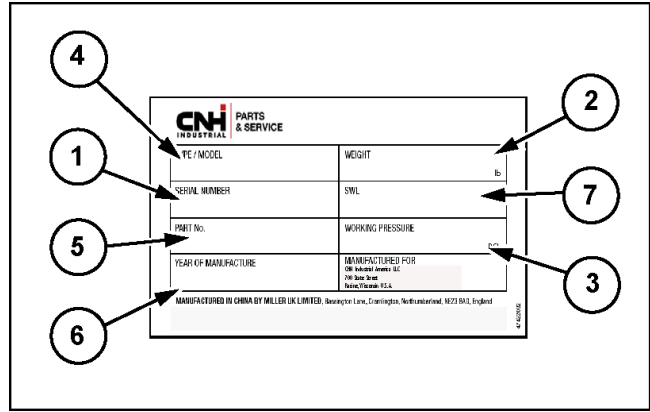 4
2
CNH
INDUSTRIAL
PARTS
& SERVICE
1
PE / MODEL
WEIGHT
lb
SERIAL NUMBER
SWL
7
PART No.
WORKING PRESSURE
5
YEAR OF MANUFACTURE
MANUFACTURED FOR
CNH Industrial America LLC
700 State Street
Racine, Wisconsin U.S.A.
3
MANUFACTURED IN CHINA BY MILLER UK LIMITED, Bassington Lane, Cramlington, Northumberland, NE23 8AD, England
6